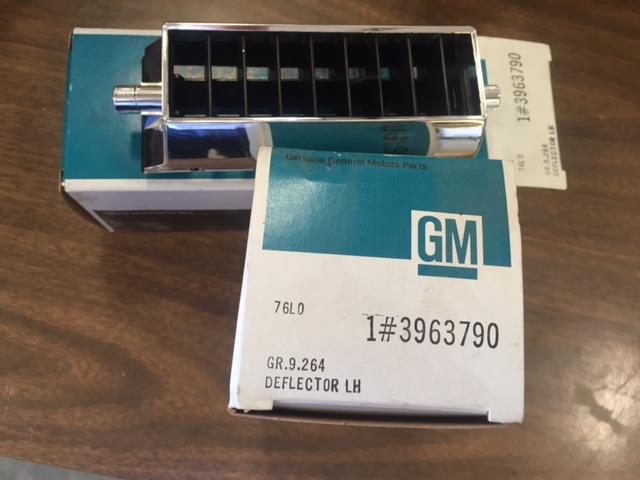 Genuine General Motors Parts
GM
76L0
1#3963790
GR.9.264
DEFLECTOR LH
1#3963790
76L0
GR.9.264
DEFLECTOR LH